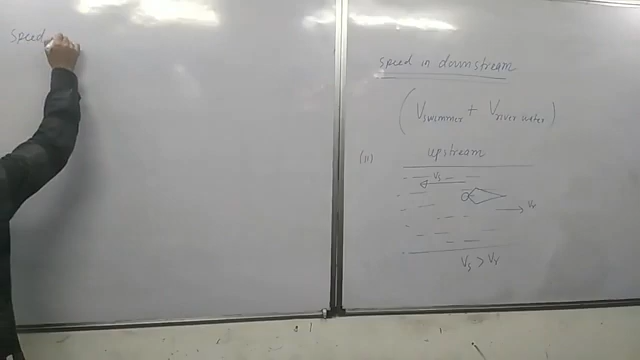 Speed
speed in downstream
(Vswimmer + Vriver water)
(ii) upstream
Vs
Vr
Vs > Vr